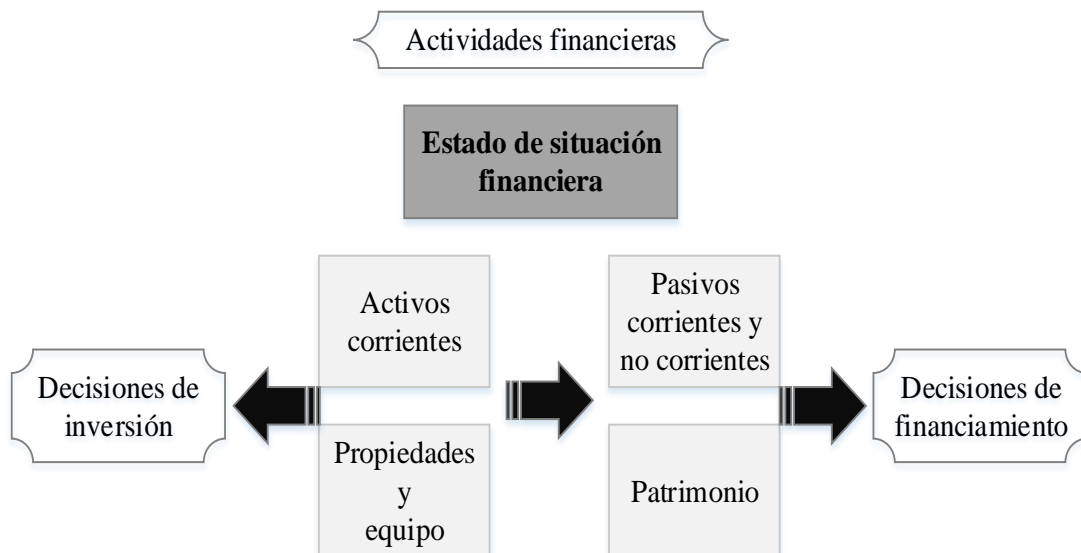 Actividades financieras
Estado de situación
financiera
Activos
corrientes
Pasivos
corrientes y
no corrientes
Decisiones de
inversión
Decisiones de
financiamiento
Propiedades
y
equipo
Patrimonio